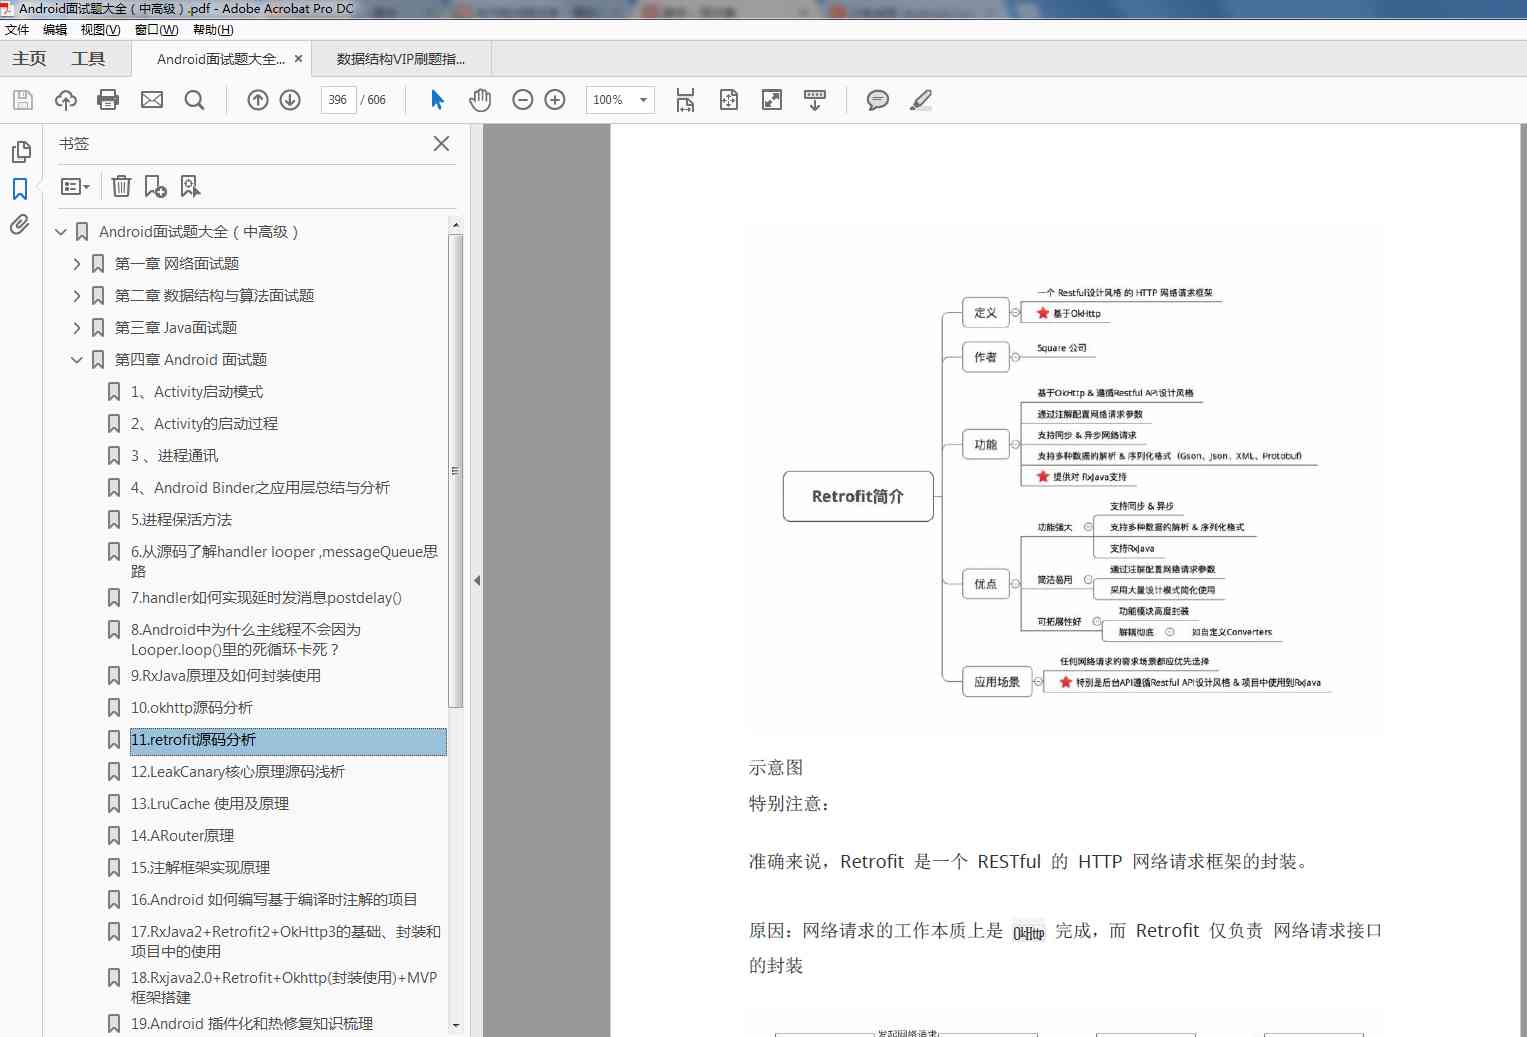 Android面试题大全（中高级）.pdf - Adobe Acrobat Pro DC
文件 编辑 视图(V) 窗口(W) 帮助(H)
主页 工具 Android面试题大全... × 数据结构VIP刷题指...
396 / 606 100%
书签
Android面试题大全（中高级）
第一章 网络面试题
第二章 数据结构与算法面试题
第三章 Java面试题
第四章 Android 面试题
1、Activity启动模式
2、Activity的启动过程
3 、进程通讯
4、Android Binder之应用层总结与分析
5.进程保活方法
6.从源码了解handler looper ,messageQueue思
路
7.handler如何实现延时发消息postdelay()
8.Android中为什么主线程不会因为
Looper.loop()里的死循环卡死？
9.RxJava原理及如何封装使用
10.okhttp源码分析
11.retrofit源码分析
12.LeakCanary核心原理源码浅析
13.LruCache 使用及原理
14.ARouter原理
15.注解框架实现原理
16.Android 如何编写基于编译时注解的项目
17.RxJava2+Retrofit2+OkHttp3的基础、封装和
项目中的使用
18.Rxjava2.0+Retrofit+Okhttp(封装使用)+MVP
框架搭建
19.Android 插件化和热修复知识梳理
Retrofit简介
定义
一个 Restful设计风格 的 HTTP 网络请求框架
基于OkHttp
作者
Square 公司
功能
基于OkHttp & 遵循Restful API设计风格
通过注解配置网络请求参数
支持同步 & 异步网络请求
支持多种数据的解析 & 序列化格式（Gson、Json、XML、Protobuf）
提供对 RxJava支持
优点
功能强大
支持同步 & 异步
支持多种数据的解析 & 序列化格式
支持RxJava
简洁易用
通过注解配置网络请求参数
采用大量设计模式简化使用
可拓展性好
功能模块高度封装
解耦彻底
如自定义Converters
应用场景
任何网络请求的需求场景都应优先选择
特别是后台API遵循Restful API设计风格 & 项目中使用到RxJava
示意图
特别注意：
准确来说，Retrofit 是一个 RESTful 的 HTTP 网络请求框架的封装。
原因：网络请求的工作本质上是 OkHttp 完成，而 Retrofit 仅负责 网络请求接口
的封装
发起网络请求